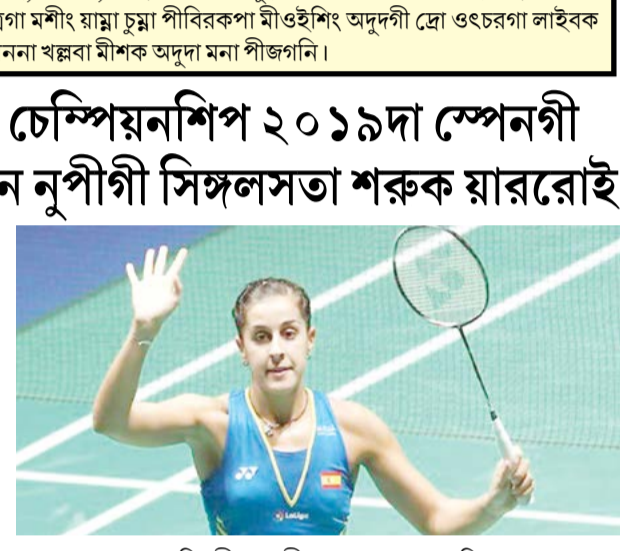 মশীং য়াম্না চুম্না পীবিরকপা মীওইশিং অদুদগী দ্রো ওৎচরগা লাইবক
খল্লবা মীশক অদুদা মনা পীজগনি।
চেম্পিয়নশিপ ২০১৯দা স্পেনগী
নুপীগী সিঙ্গলসতা শরুক য়াররোই
LaLiga